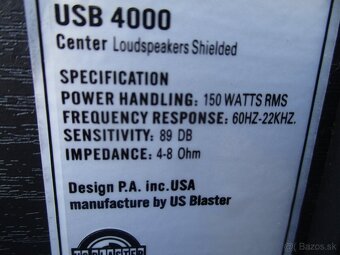 USB 4000
Center Loudspeakers Shielded
SPECIFICATION
POWER HANDLING: 150 WATTS RMS
FREQUENCY RESPONSE: 60HZ-22KHZ.
SENSITIVITY: 89 DB
IMPEDANCE: 4-8 Ohm
Design P.A. inc.USA
manufacture by US Blaster
bazos.sk